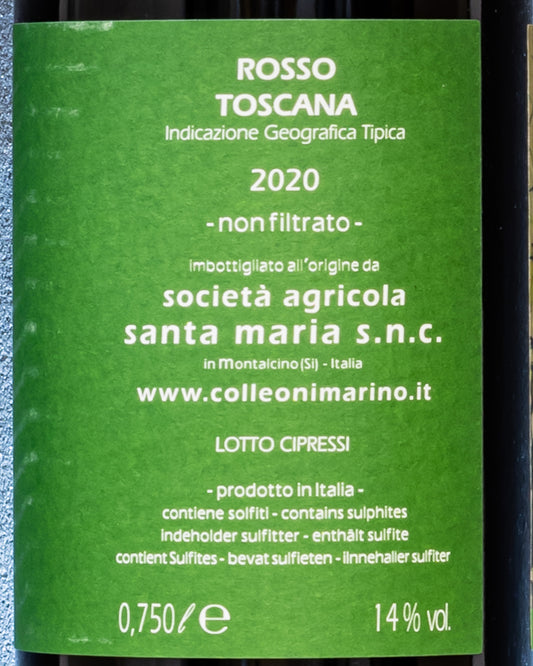 ROSSO
TOSCANA
Indicazione Geografica Tipica
2020
- non filtrato -
imbottigliato all'origine da
società agricola
santa maria s.n.c.
in Montalcino (Si) - Italia
www.colleonimarino.it
LOTTO CIPRESSI
- prodotto in Italia -
contiene solfiti - contains sulphites
indeholder sulfitter - enthält sulfite
contient Sulfites - bevat sulfieten - iinnehaller sulfiter
0,750 l e 14% vol.